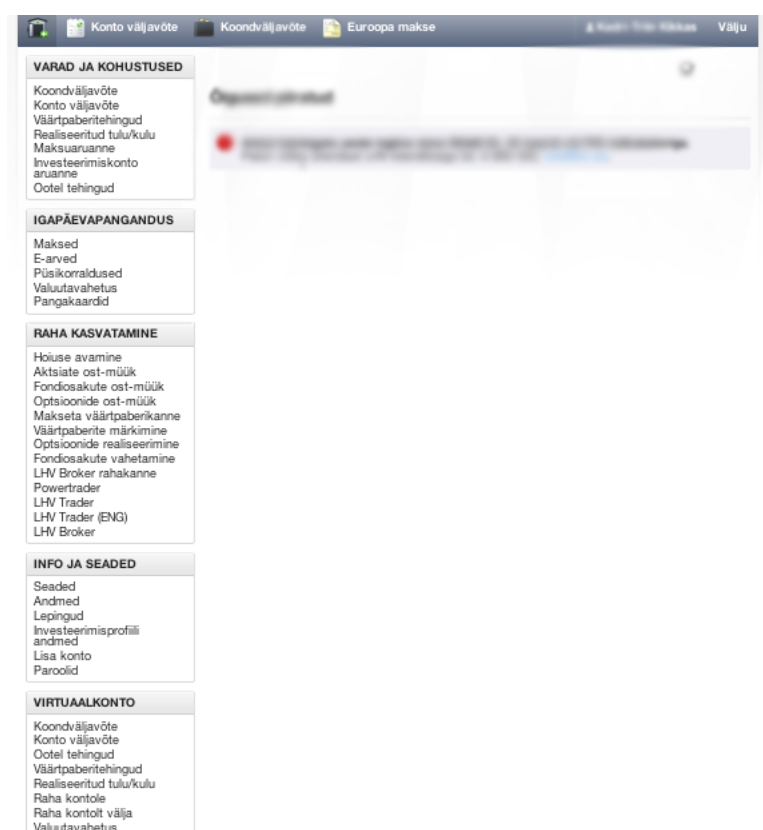 Konto väljavõte Koondväljavõte Euroopa makse Välju
VARAD JA KOHUSTUSED
Koondväljavõte
Konto väljavõte
Väärtpaberitehingud
Realiseeritud tulu/kulu
Maksuaruanne
Investeerimiskonto
aruanne
Ootel tehingud
IGAPÄEVAPANGANDUS
Maksed
E-arved
Püsikorraldused
Valuutavahetus
Pangakaardid
RAHA KASVATAMINE
Hoiuse avamine
Aktsiate ost-müük
Fondiosakute ost-müük
Optsioonide ost-müük
Makseta väärtpaberikanne
Väärtpaberite märkimine
Optsioonide realiseerimine
Fondiosakute vahetamine
LHV Broker rahakanne
Powertrader
LHV Trader
LHV Trader (ENG)
LHV Broker
INFO JA SEADED
Seaded
Andmed
Lepingud
Investeerimisprofiili
andmed
Lisa konto
Paroolid
VIRTUAALKONTO
Koondväljavõte
Konto väljavõte
Ootel tehingud
Väärtpaberitehingud
Realiseeritud tulu/kulu
Raha kontole
Raha kontolt välja
Valuutavahetus